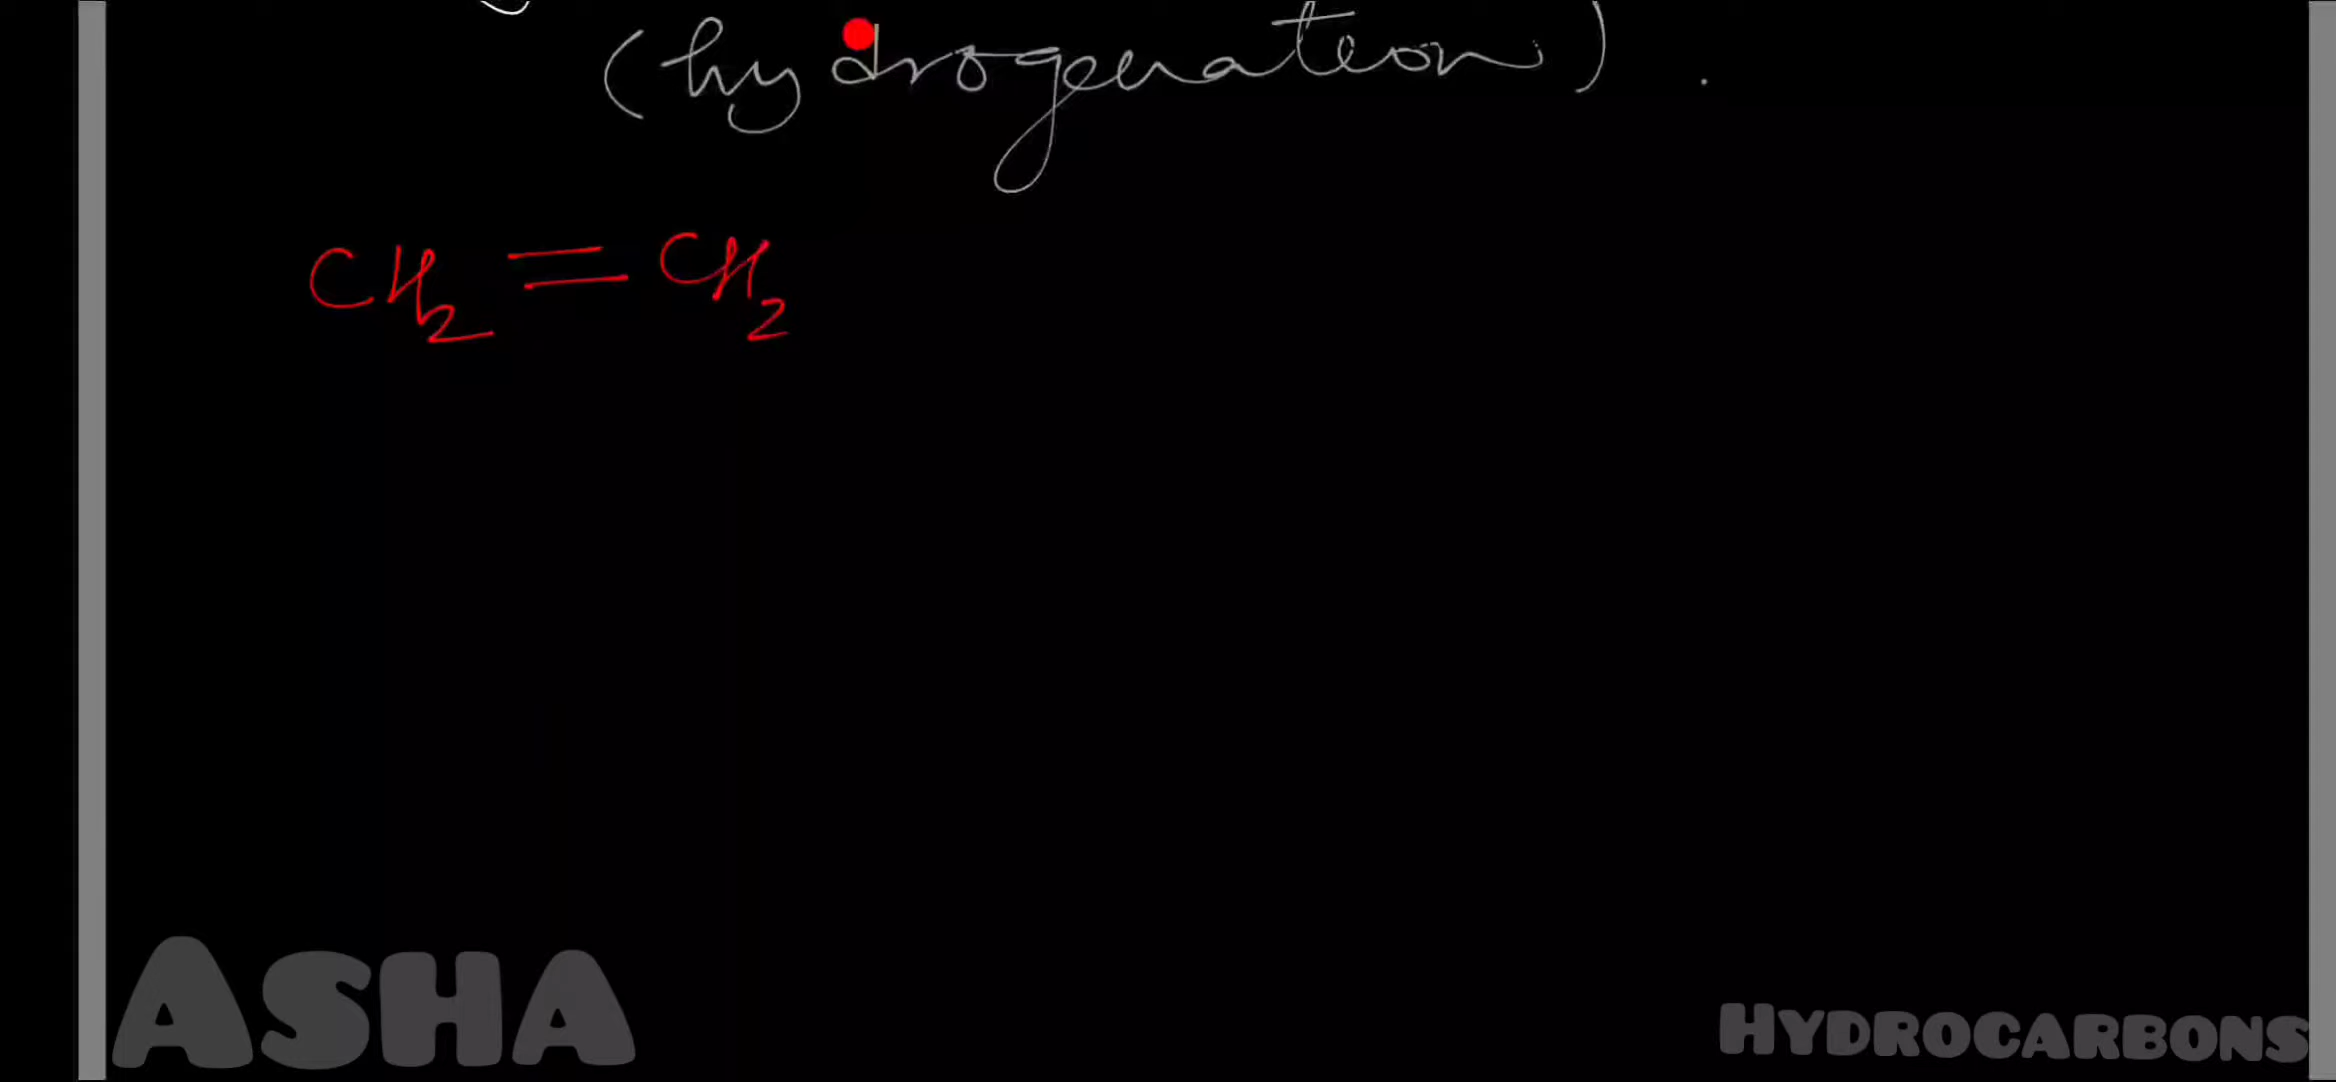 (hydrogenation).
CH₂ = CH₂
ASHA
HYDROCARBONS